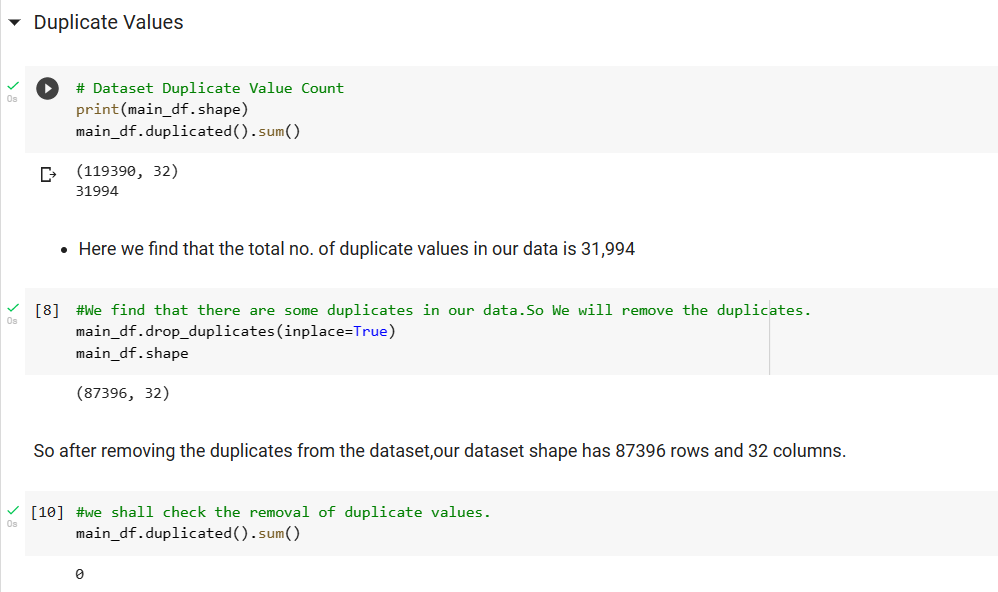 Duplicate Values
# Dataset Duplicate Value Count
0s
print(main_df.shape)
main_df.duplicated().sum()
(119390, 32)
31994
• Here we find that the total no. of duplicate values in our data is 31,994
[8] #We find that there are some duplicates in our data.So We will remove the duplicates.
0s
main_df.drop_duplicates(inplace=True)
main_df.shape
(87396, 32)
So after removing the duplicates from the dataset,our dataset shape has 87396 rows and 32 columns.
[10] #we shall check the removal of duplicate values.
0s
main_df.duplicated().sum()
0